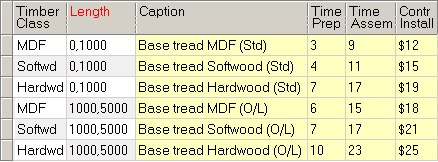 Timber Class Length Caption Time Prep Time Assem Contr Install
MDF 0,1000 Base tread MDF (Std) 3 9 $12
Softwd 0,1000 Base tread Softwood (Std) 4 11 $15
Hardwd 0,1000 Base tread Hardwood (Std) 7 17 $19
MDF 1000,5000 Base tread MDF (O/L) 6 15 $18
Softwd 1000,5000 Base tread Softwood (O/L) 7 17 $21
Hardwd 1000,5000 Base tread Hardwood (O/L) 10 23 $25